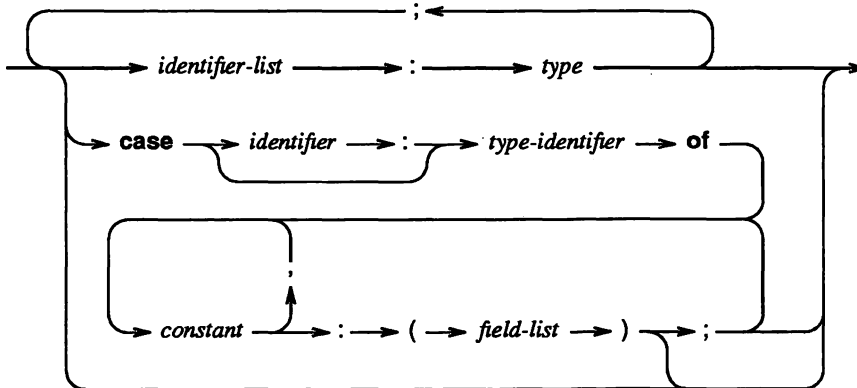 ;
identifier-list : type
case identifier : type-identifier of
,
constant : ( field-list ) ;